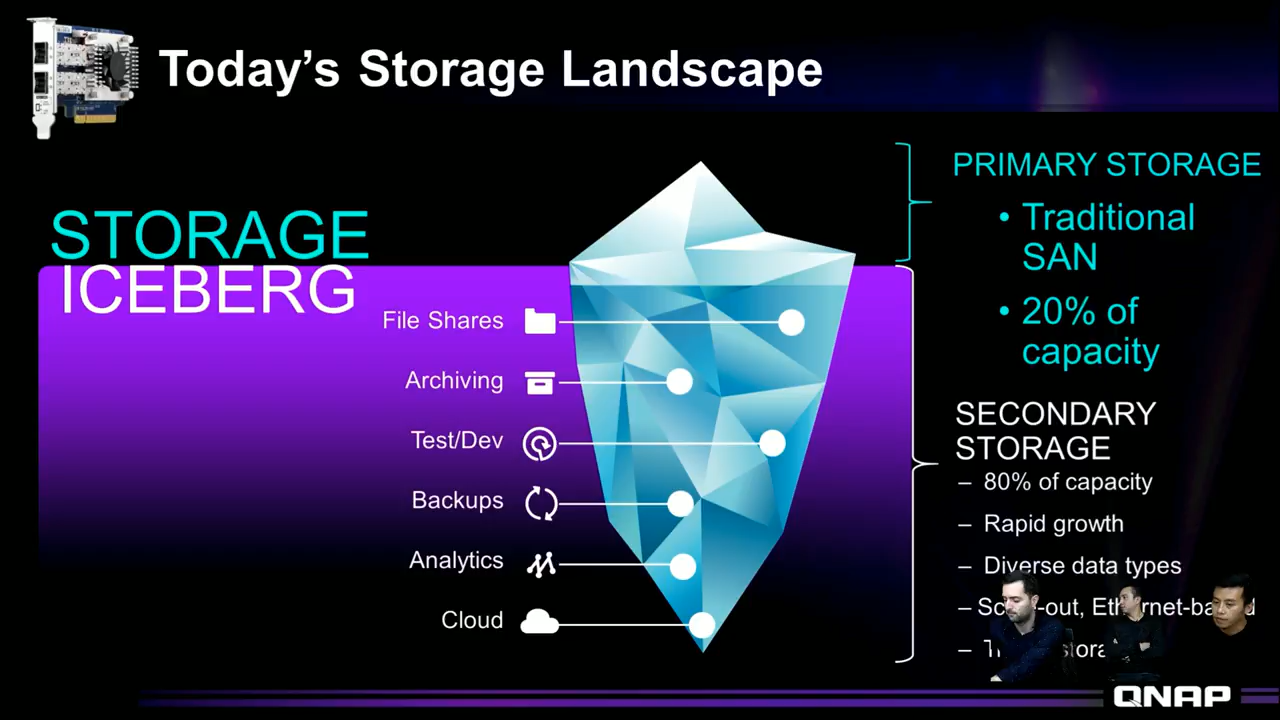 Today's Storage Landscape
STORAGE
ICEBERG
File Shares
Archiving
Test/Dev
Backups
Analytics
Cloud
PRIMARY STORAGE
• Traditional
SAN
• 20% of
capacity
SECONDARY
STORAGE
– 80% of capacity
– Rapid growth
– Diverse data types
–
QNAP